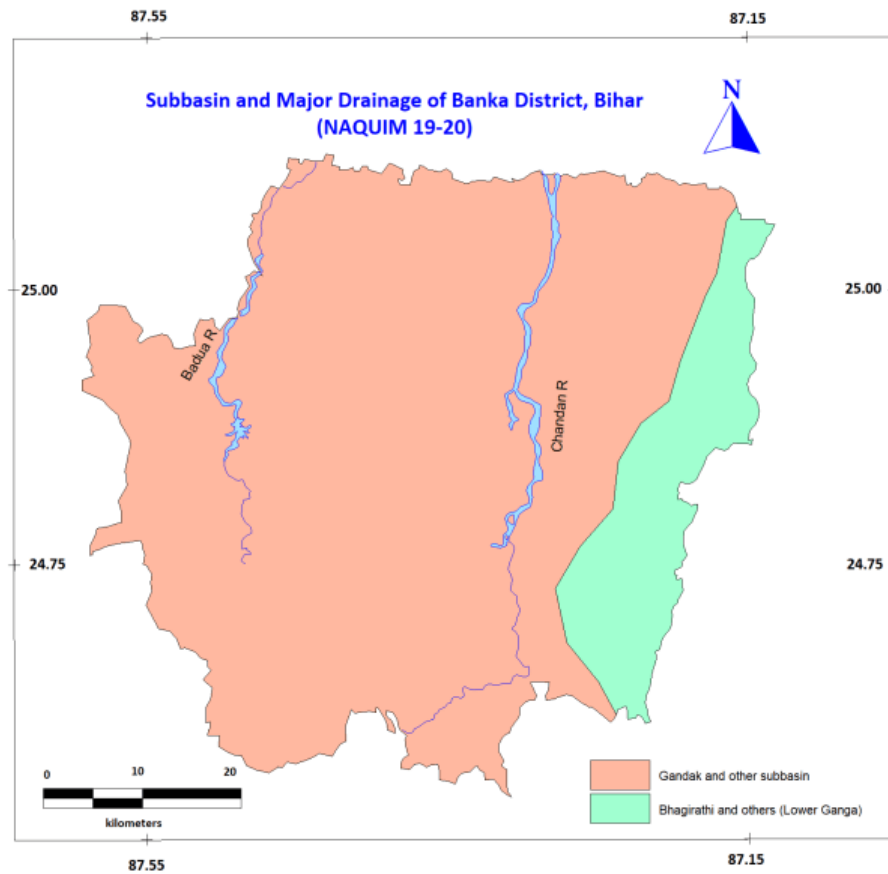 87.55
87.15
Subbasin and Major Drainage of Banka District, Bihar
(NAQUIM 19-20)
N
25.00
25.00
Badua R
Chandan R
24.75
24.75
0 10 20
kilometers
Gandak and other subbasin
Bhagirathi and others (Lower Ganga)
87.55
87.15